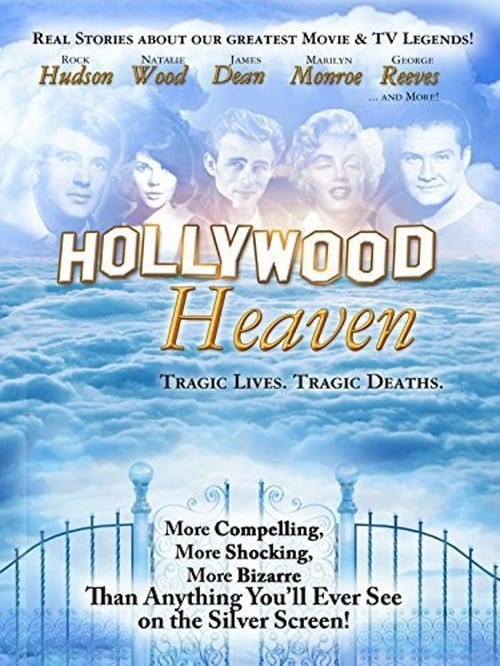 Real Stories about our greatest Movie & TV Legends!
Rock Natalie James Marilyn George
Hudson Wood Dean Monroe Reeves
... and More!
HOLLYWOOD
Heaven
Tragic Lives. Tragic Deaths.
More Compelling,
More Shocking,
More Bizarre
Than Anything You'll Ever See
on the Silver Screen!